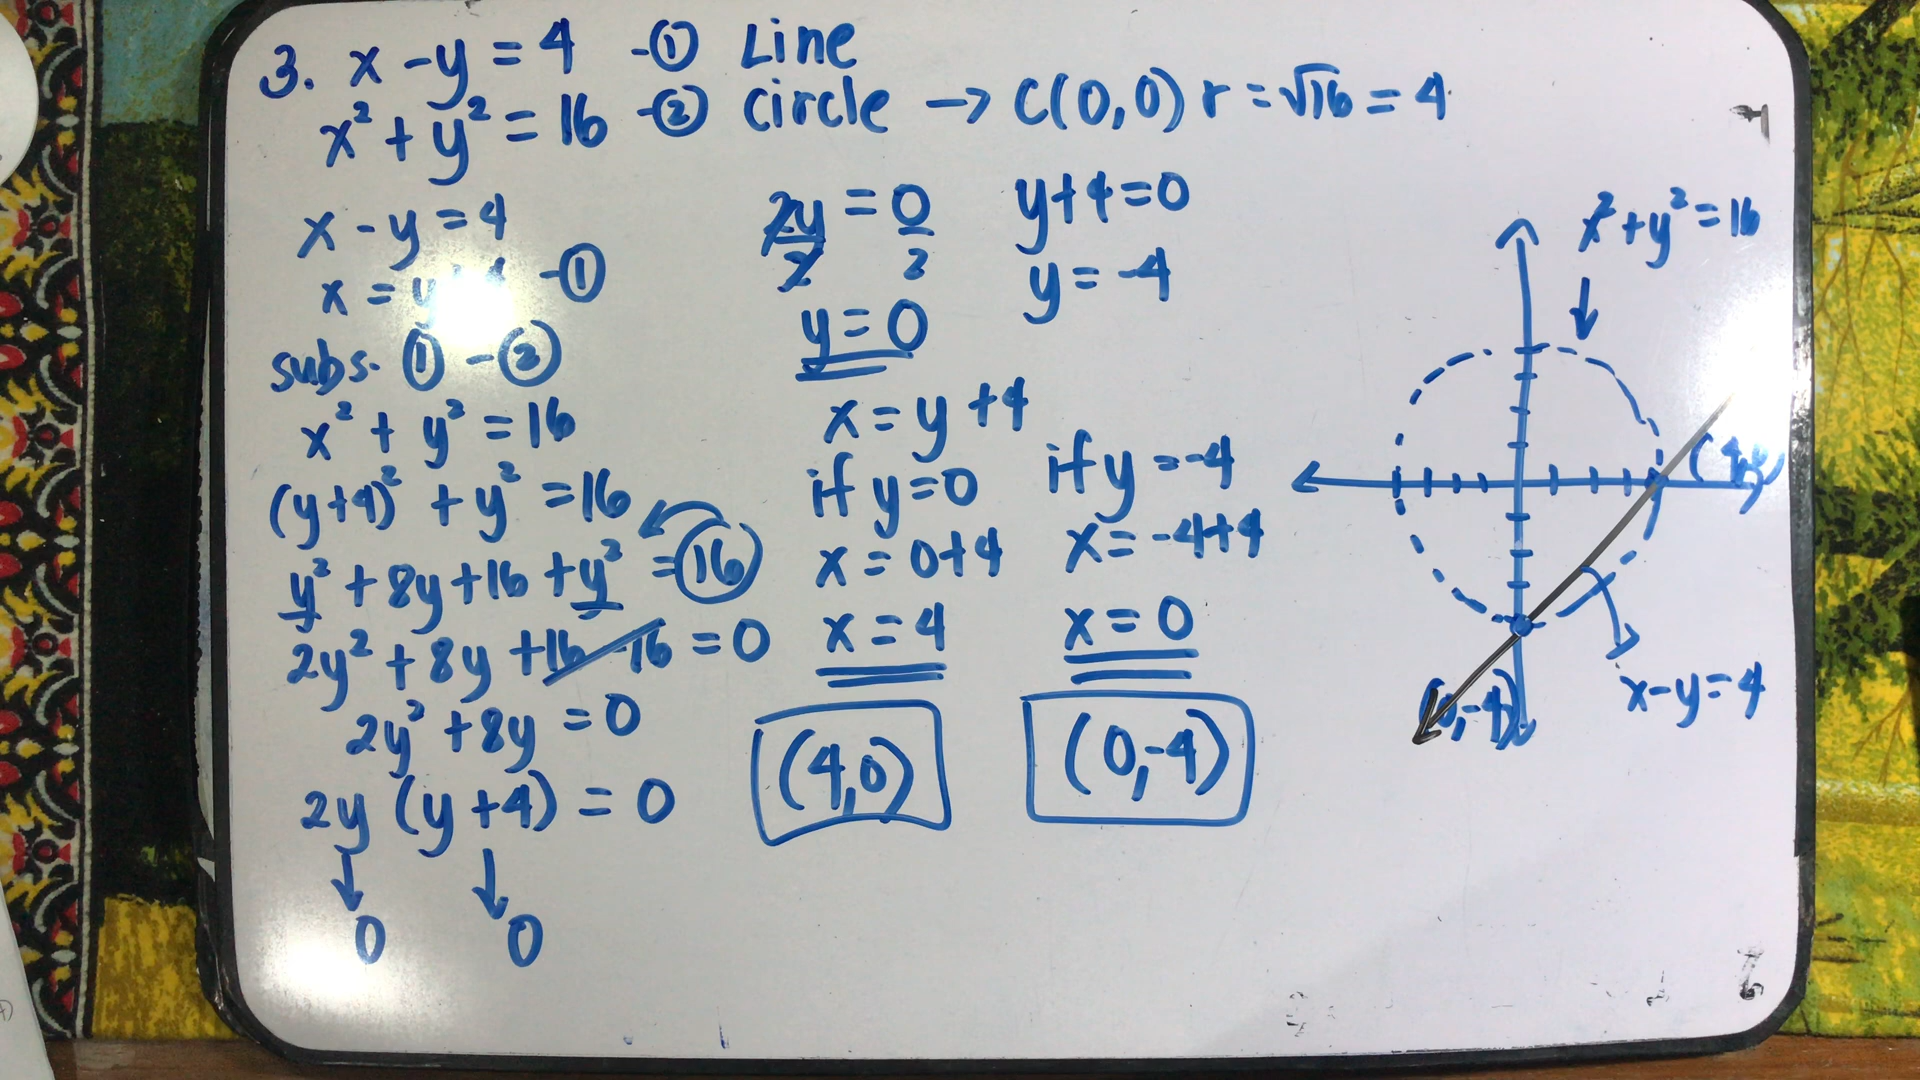 3. x - y = 4 -① Line
x² + y² = 16 -② circle → C(0,0) r = √16 = 4
x - y = 4
x = y -①
subs. ① - ②
x² + y² = 16
(y+4)² + y² = 16
y² + 8y + 16 + y² = 16
2y² + 8y + 16 - 16 = 0
2y² + 8y = 0
2y (y + 4) = 0
↓ ↓
0 0
2y = 0
2 2
y = 0
x = y + 4
if y = 0
x = 0 + 4
x = 4
(4,0)
y + 4 = 0
y = -4
if y = -4
x = -4+4
x = 0
(0,-4)
x² + y² = 16
↓
(0,-4)
x - y = 4